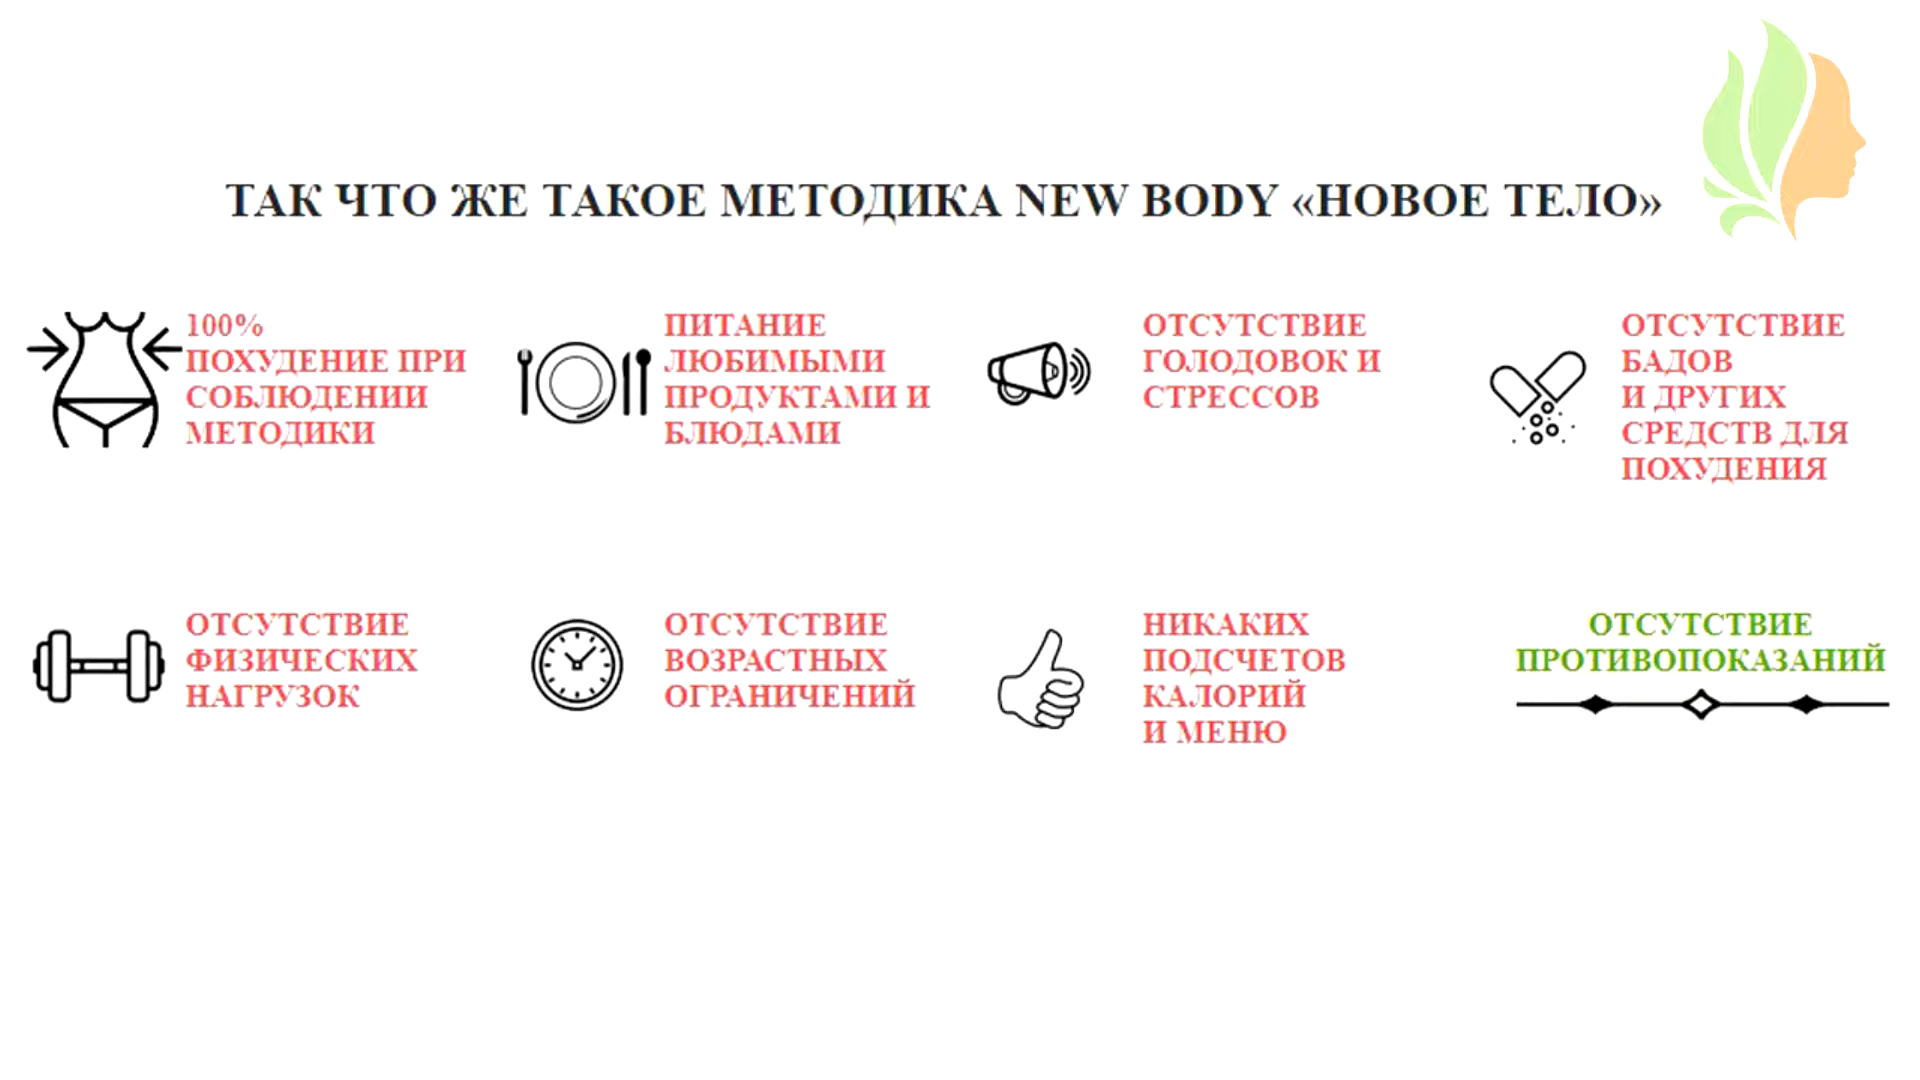 ТАК ЧТО ЖЕ ТАКОЕ МЕТОДИКА NEW BODY «НОВОЕ ТЕЛО»
100%
ПОХУДЕНИЕ ПРИ
СОБЛЮДЕНИИ
МЕТОДИКИ
ПИТАНИЕ
ЛЮБИМЫМИ
ПРОДУКТАМИ И
БЛЮДАМИ
ОТСУТСТВИЕ
ГОЛОДОВОК И
СТРЕССОВ
ОТСУТСТВИЕ
БАДОВ
И ДРУГИХ
СРЕДСТВ ДЛЯ
ПОХУДЕНИЯ
ОТСУТСТВИЕ
ФИЗИЧЕСКИХ
НАГРУЗОК
ОТСУТСТВИЕ
ВОЗРАСТНЫХ
ОГРАНИЧЕНИЙ
НИКАКИХ
ПОДСЧЕТОВ
КАЛОРИЙ
И МЕНЮ
ОТСУТСТВИЕ
ПРОТИВОПОКАЗАНИЙ